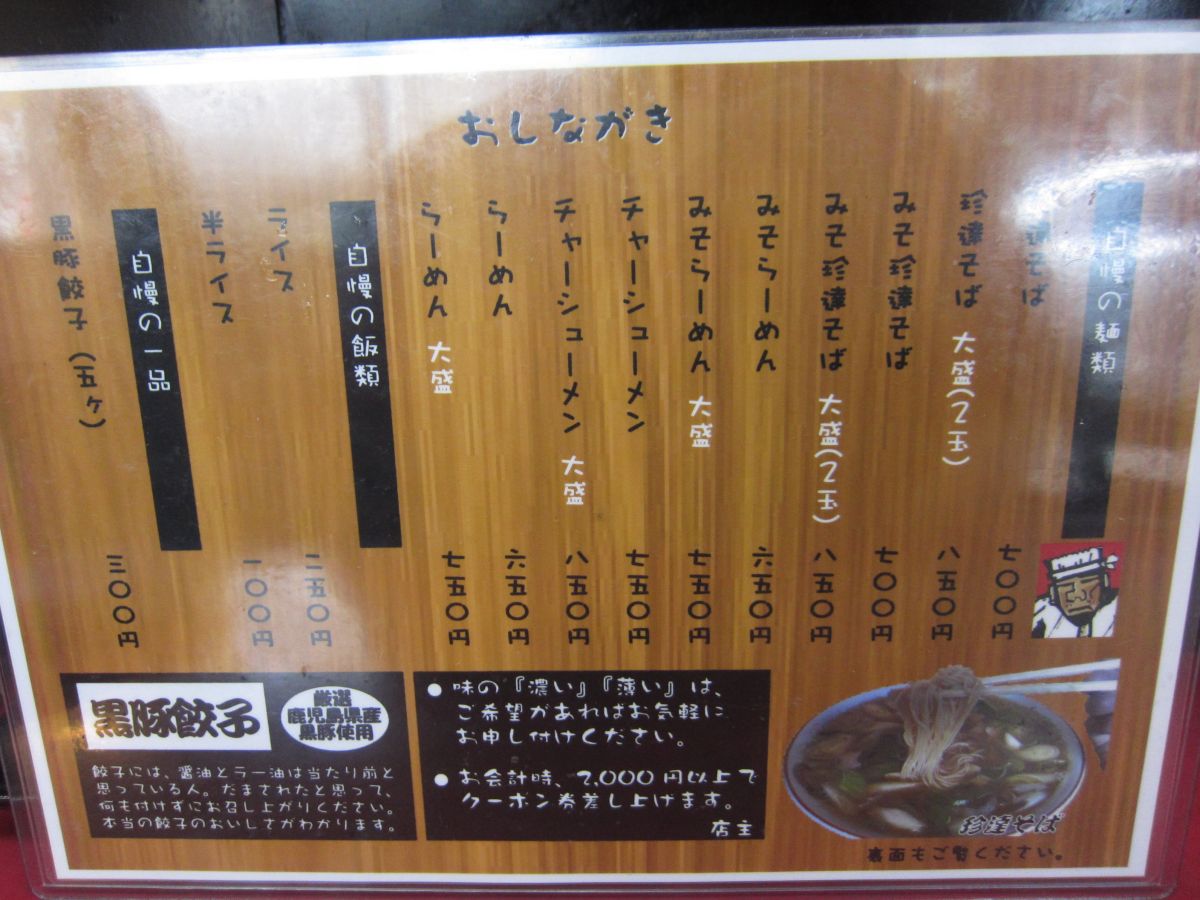 おしながき
自慢の麺類
達そば 七〇〇円
珍達そば 大盛(2玉) 八五〇円
みそ珍達そば 七〇〇円
みそ珍達そば 大盛(2玉) 八五〇円
みそらーめん 六五〇円
みそらーめん 大盛 七五〇円
チャーシューメン 七五〇円
チャーシューメン 大盛 八五〇円
らーめん 六五〇円
らーめん 大盛 七五〇円
自慢の飯類
ライス 二五〇円
半ライス 一〇〇円
自慢の一品
黒豚餃子(五ヶ) 三〇〇円
黒豚餃子
厳選
鹿児島県産
黒豚使用
餃子には、醤油とラー油は当たり前と
思っている人。だまされたと思って、
何も付けずにお召し上がりください。
本当の餃子のおいしさがわかります。
●味の『濃い』『薄い』は、
ご希望があればお気軽に
お申し付けください。
●お会計時、2,000円以上で
クーポン券差し上げます。
店主
珍達そば
裏面もご覧ください。